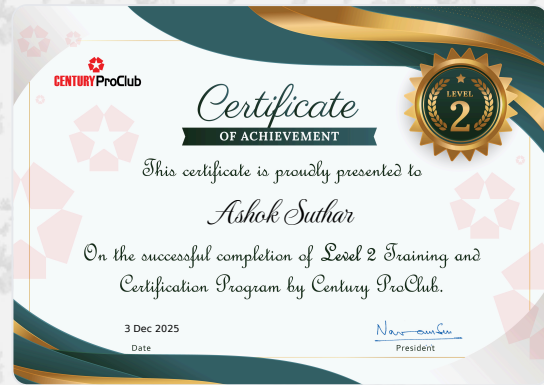 CENTURY ProClub
LEVEL
2
Certificate
OF ACHIEVEMENT
This certificate is proudly presented to
Ashok Suthar
On the successful completion of Level 2 Training and
Certification Program by Century ProClub.
3 Dec 2025
Date
President